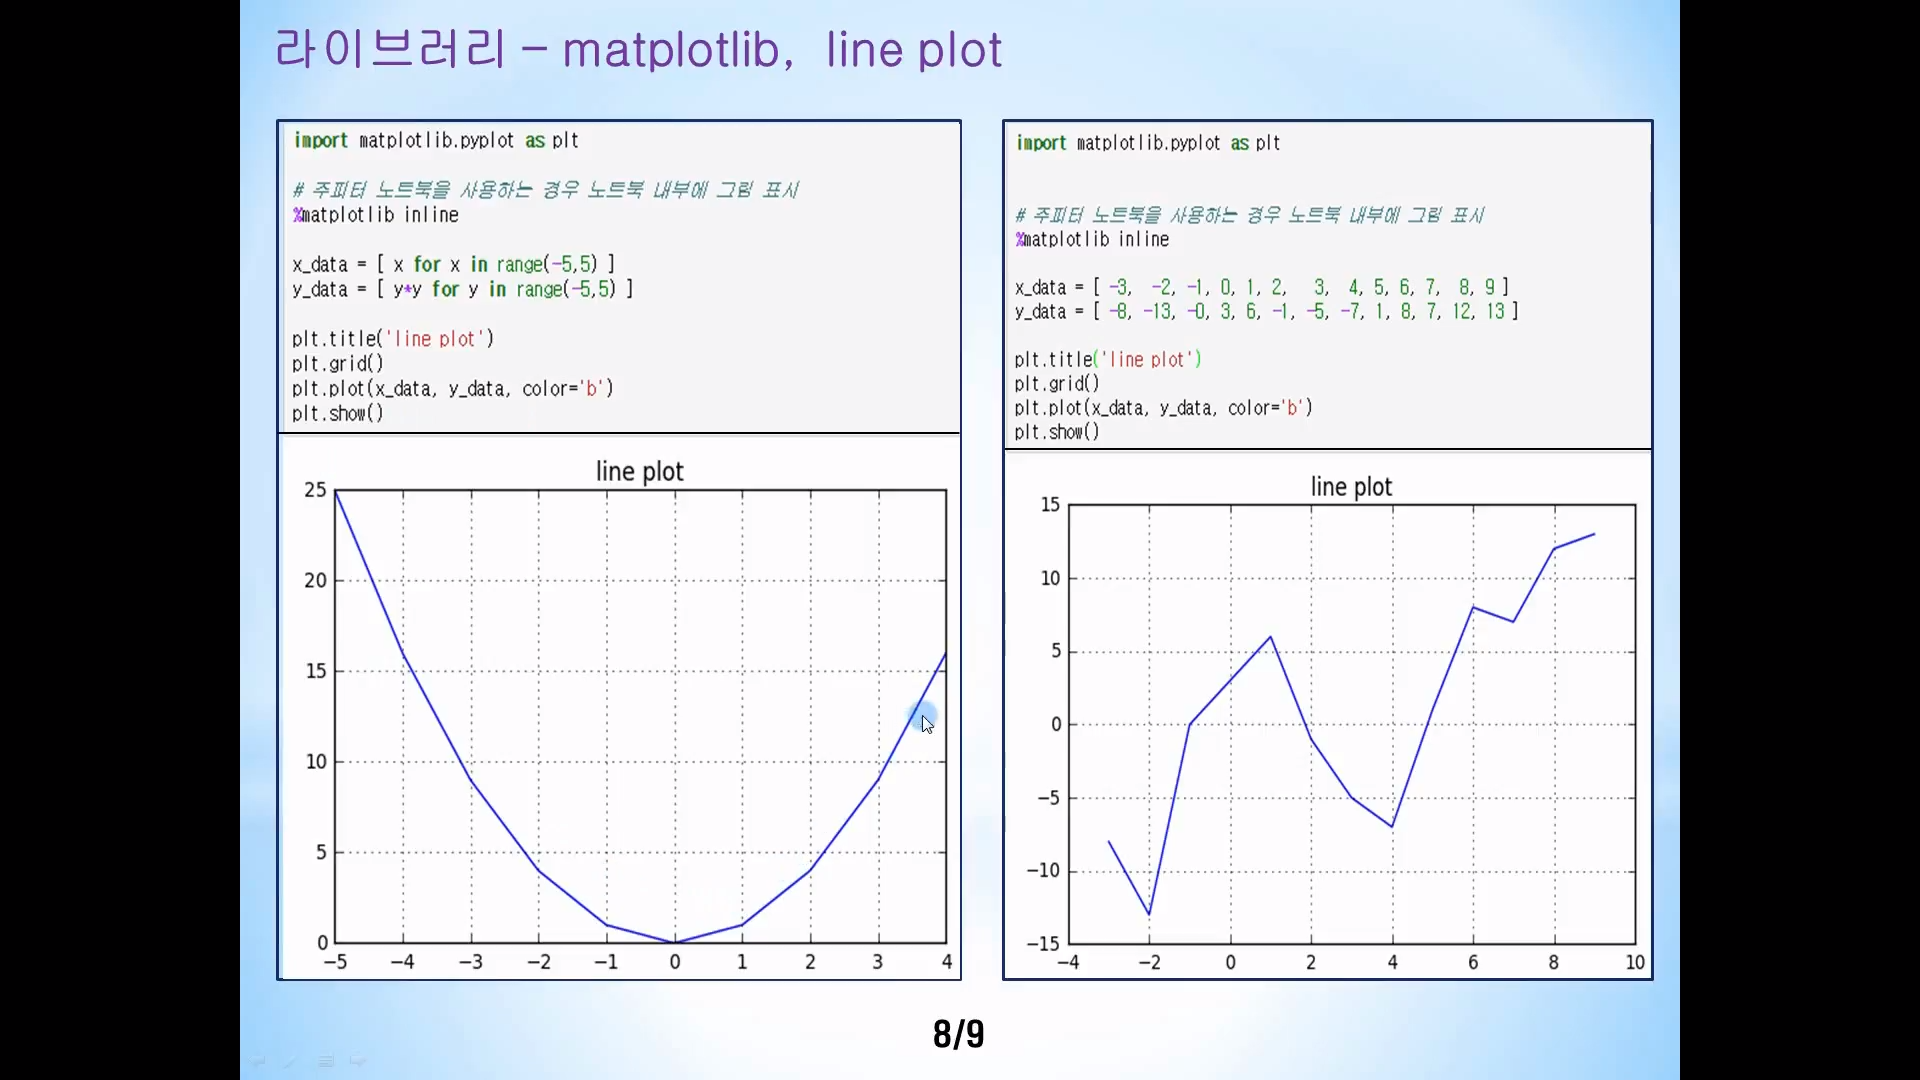 라이브러리 – matplotlib, line plot
import matplotlib.pyplot as plt
# 주피터 노트북을 사용하는 경우 노트북 내부에 그림 표시
%matplotlib inline
x_data = [ x for x in range(-5,5) ]
y_data = [ y*y for y in range(-5,5) ]
plt.title('line plot')
plt.grid()
plt.plot(x_data, y_data, color='b')
plt.show()
line plot
25
20
15
10
5
0
−5 −4 −3 −2 −1 0 1 2 3 4
import matplotlib.pyplot as plt
# 주피터 노트북을 사용하는 경우 노트북 내부에 그림 표시
%matplotlib inline
x_data = [ -3, -2, -1, 0, 1, 2, 3, 4, 5, 6, 7, 8, 9 ]
y_data = [ -8, -13, -0, 3, 6, -1, -5, -7, 1, 8, 7, 12, 13 ]
plt.title('line plot')
plt.grid()
plt.plot(x_data, y_data, color='b')
plt.show()
line plot
15
10
5
0
−5
−10
−15
−4 −2 0 2 4 6 8 10
8/9